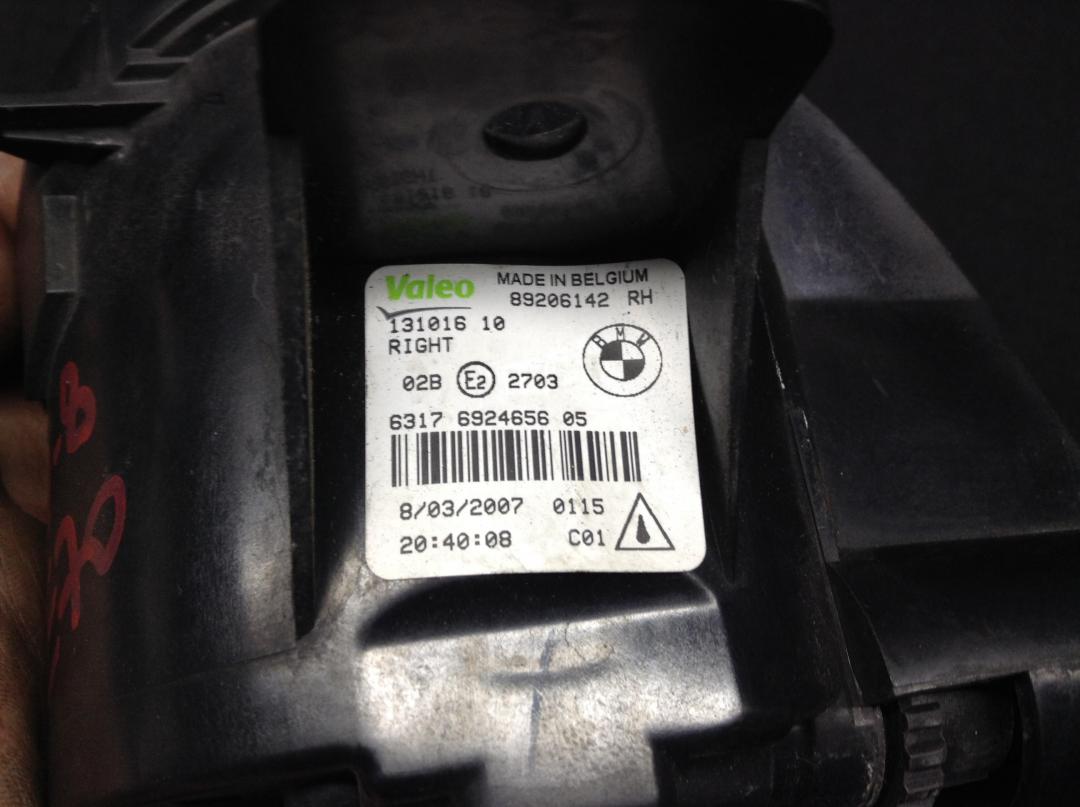 Valeo MADE IN BELGIUM
89206142 RH
131016 10
RIGHT
BMW
02B E2 2703
6317 6924656 05
8/03/2007 0115
20:40:08 C01